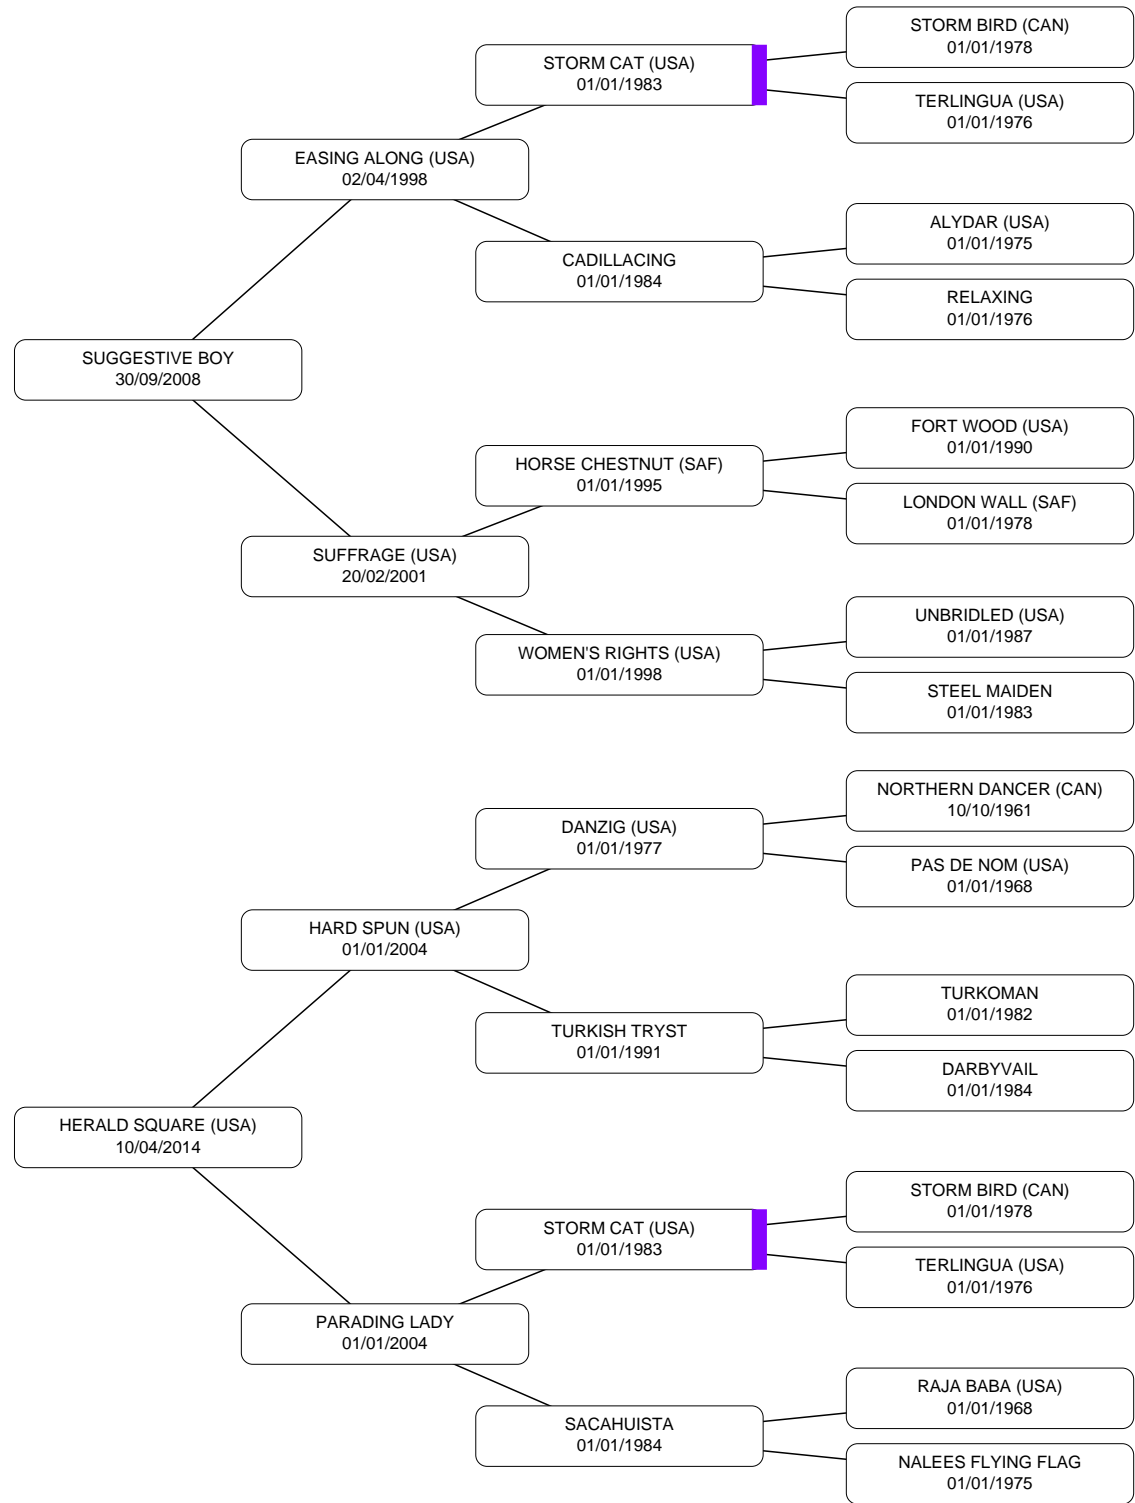 STORM BIRD (CAN)
01/01/1978
STORM CAT (USA)
01/01/1983
TERLINGUA (USA)
01/01/1976
EASING ALONG (USA)
02/04/1998
ALYDAR (USA)
01/01/1975
CADILLACING
01/01/1984
RELAXING
01/01/1976
SUGGESTIVE BOY
30/09/2008
FORT WOOD (USA)
01/01/1990
HORSE CHESTNUT (SAF)
01/01/1995
LONDON WALL (SAF)
01/01/1978
SUFFRAGE (USA)
20/02/2001
UNBRIDLED (USA)
01/01/1987
WOMEN'S RIGHTS (USA)
01/01/1998
STEEL MAIDEN
01/01/1983
NORTHERN DANCER (CAN)
10/10/1961
DANZIG (USA)
01/01/1977
PAS DE NOM (USA)
01/01/1968
HARD SPUN (USA)
01/01/2004
TURKOMAN
01/01/1982
TURKISH TRYST
01/01/1991
DARBYVAIL
01/01/1984
HERALD SQUARE (USA)
10/04/2014
STORM BIRD (CAN)
01/01/1978
STORM CAT (USA)
01/01/1983
TERLINGUA (USA)
01/01/1976
PARADING LADY
01/01/2004
RAJA BABA (USA)
01/01/1968
SACAHUISTA
01/01/1984
NALEES FLYING FLAG
01/01/1975